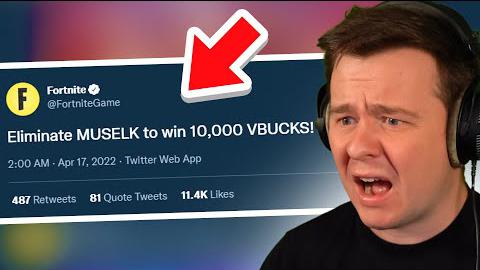 F
Fortnite
@FortniteGame
Eliminate MUSELK to win 10,000 VBUCKS!
2:00 AM · Apr 17, 2022 · Twitter Web App
487 Retweets 81 Quote Tweets 11.4K Likes